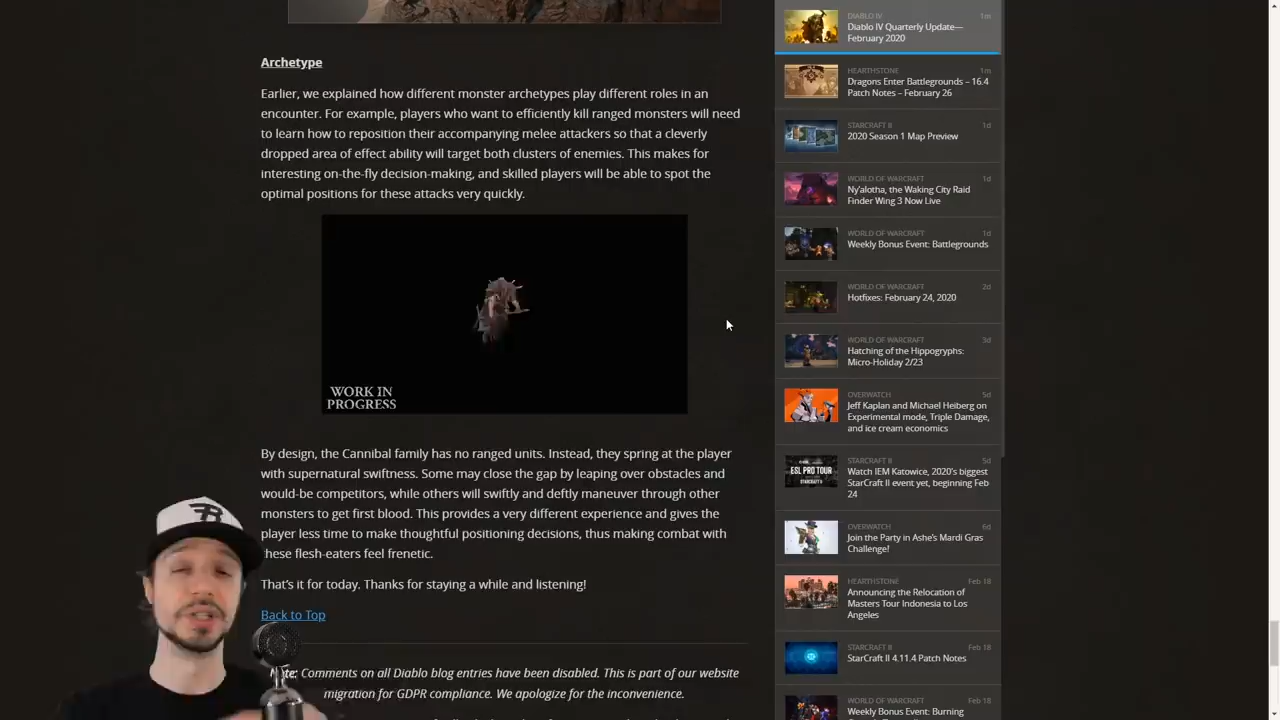 Archetype
Earlier, we explained how different monster archetypes play different roles in an
encounter. For example, players who want to efficiently kill ranged monsters will need
to learn how to reposition their accompanying melee attackers so that a cleverly
dropped area of effect ability will target both clusters of enemies. This makes for
interesting on-the-fly decision-making, and skilled players will be able to spot the
optimal positions for these attacks very quickly.
WORK IN
PROGRESS
By design, the Cannibal family has no ranged units. Instead, they spring at the player
with supernatural swiftness. Some may close the gap by leaping over obstacles and
would-be competitors, while others will swiftly and deftly maneuver through other
monsters to get first blood. This provides a very different experience and gives the
player less time to make thoughtful positioning decisions, thus making combat with
these flesh-eaters feel frenetic.
That's it for today. Thanks for staying a while and listening!
Back to Top
Comments on all Diablo blog entries have been disabled. This is part of our website
migration for GDPR compliance. We apologize for the inconvenience.
DIABLO IV 1m
Diablo IV Quarterly Update—
February 2020
HEARTHSTONE 1m
Dragons Enter Battlegrounds – 16.4
Patch Notes – February 26
STARCRAFT II 1d
2020 Season 1 Map Preview
WORLD OF WARCRAFT 1d
Ny'alotha, the Waking City Raid
Finder Wing 3 Now Live
WORLD OF WARCRAFT 1d
Weekly Bonus Event: Battlegrounds
WORLD OF WARCRAFT 2d
Hotfixes: February 24, 2020
WORLD OF WARCRAFT 3d
Hatching of the Hippogryphs:
Micro-Holiday 2/23
OVERWATCH 5d
Jeff Kaplan and Michael Heiberg on
Experimental mode, Triple Damage,
and ice cream economics
ESL PRO TOUR
STARCRAFT II 5d
Watch IEM Katowice, 2020's biggest
StarCraft II event yet, beginning Feb
24
OVERWATCH 6d
Join the Party in Ashe's Mardi Gras
Challenge!
HEARTHSTONE Feb 18
Announcing the Relocation of
Masters Tour Indonesia to Los
Angeles
STARCRAFT II Feb 18
StarCraft II 4.11.4 Patch Notes
WORLD OF WARCRAFT Feb 18
Weekly Bonus Event: Burning